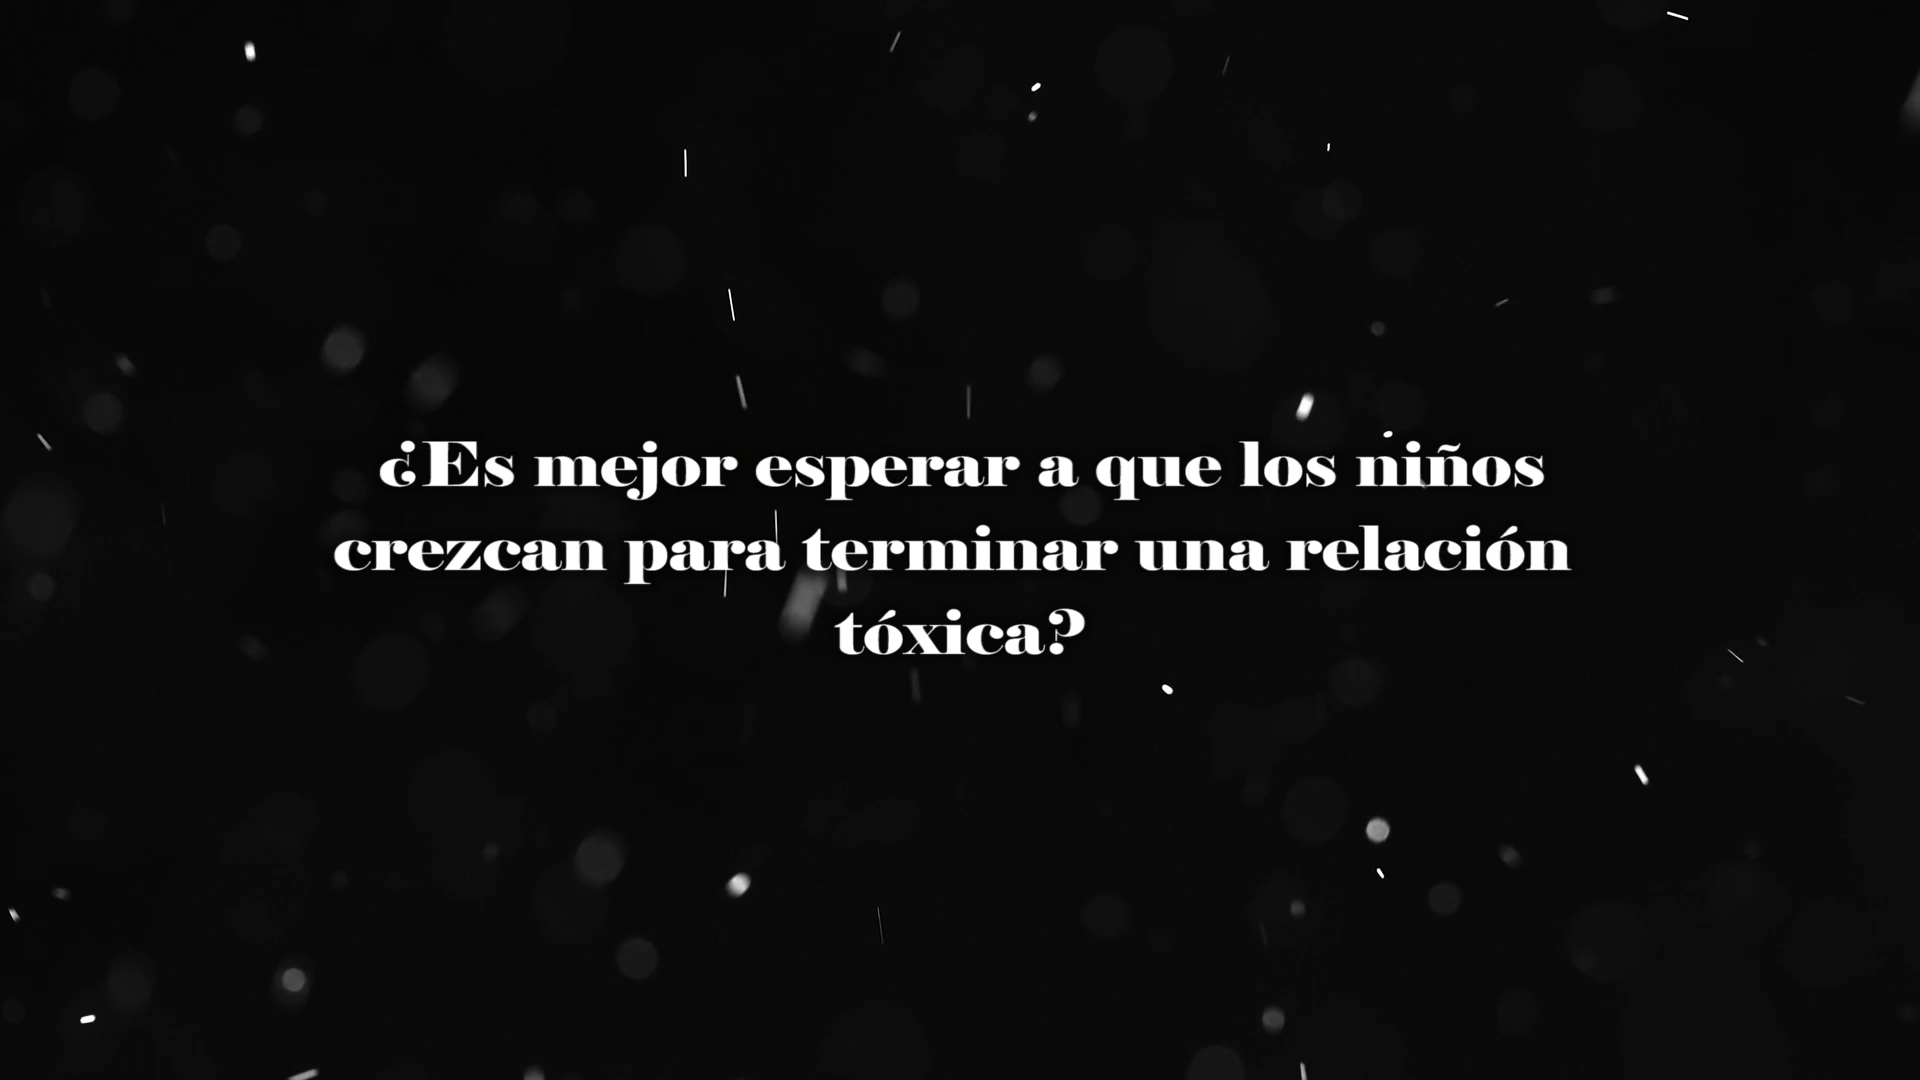 ¿Es mejor esperar a que los niños
crezcan para terminar una relación
tóxica?